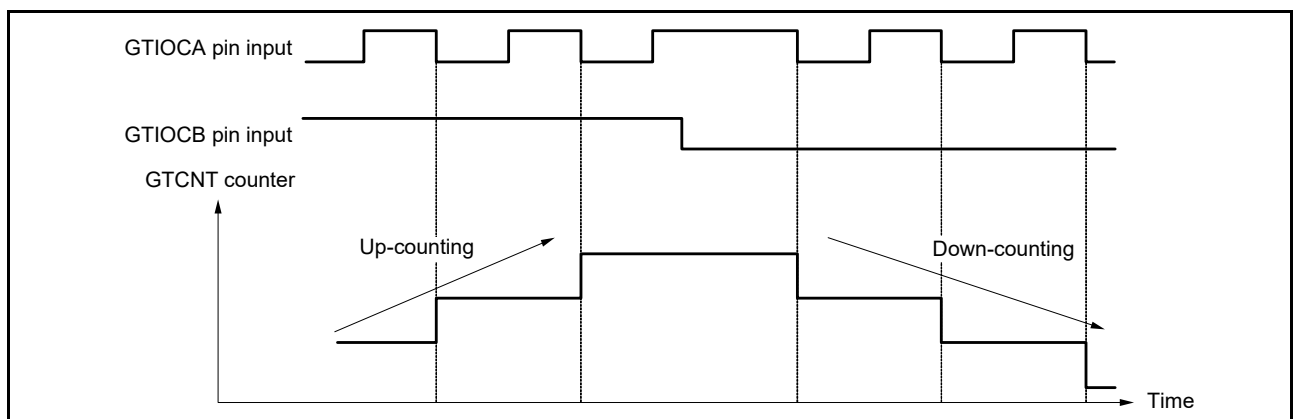 GTIOCA pin input
GTIOCB pin input
GTCNT counter
Up-counting
Down-counting
Time